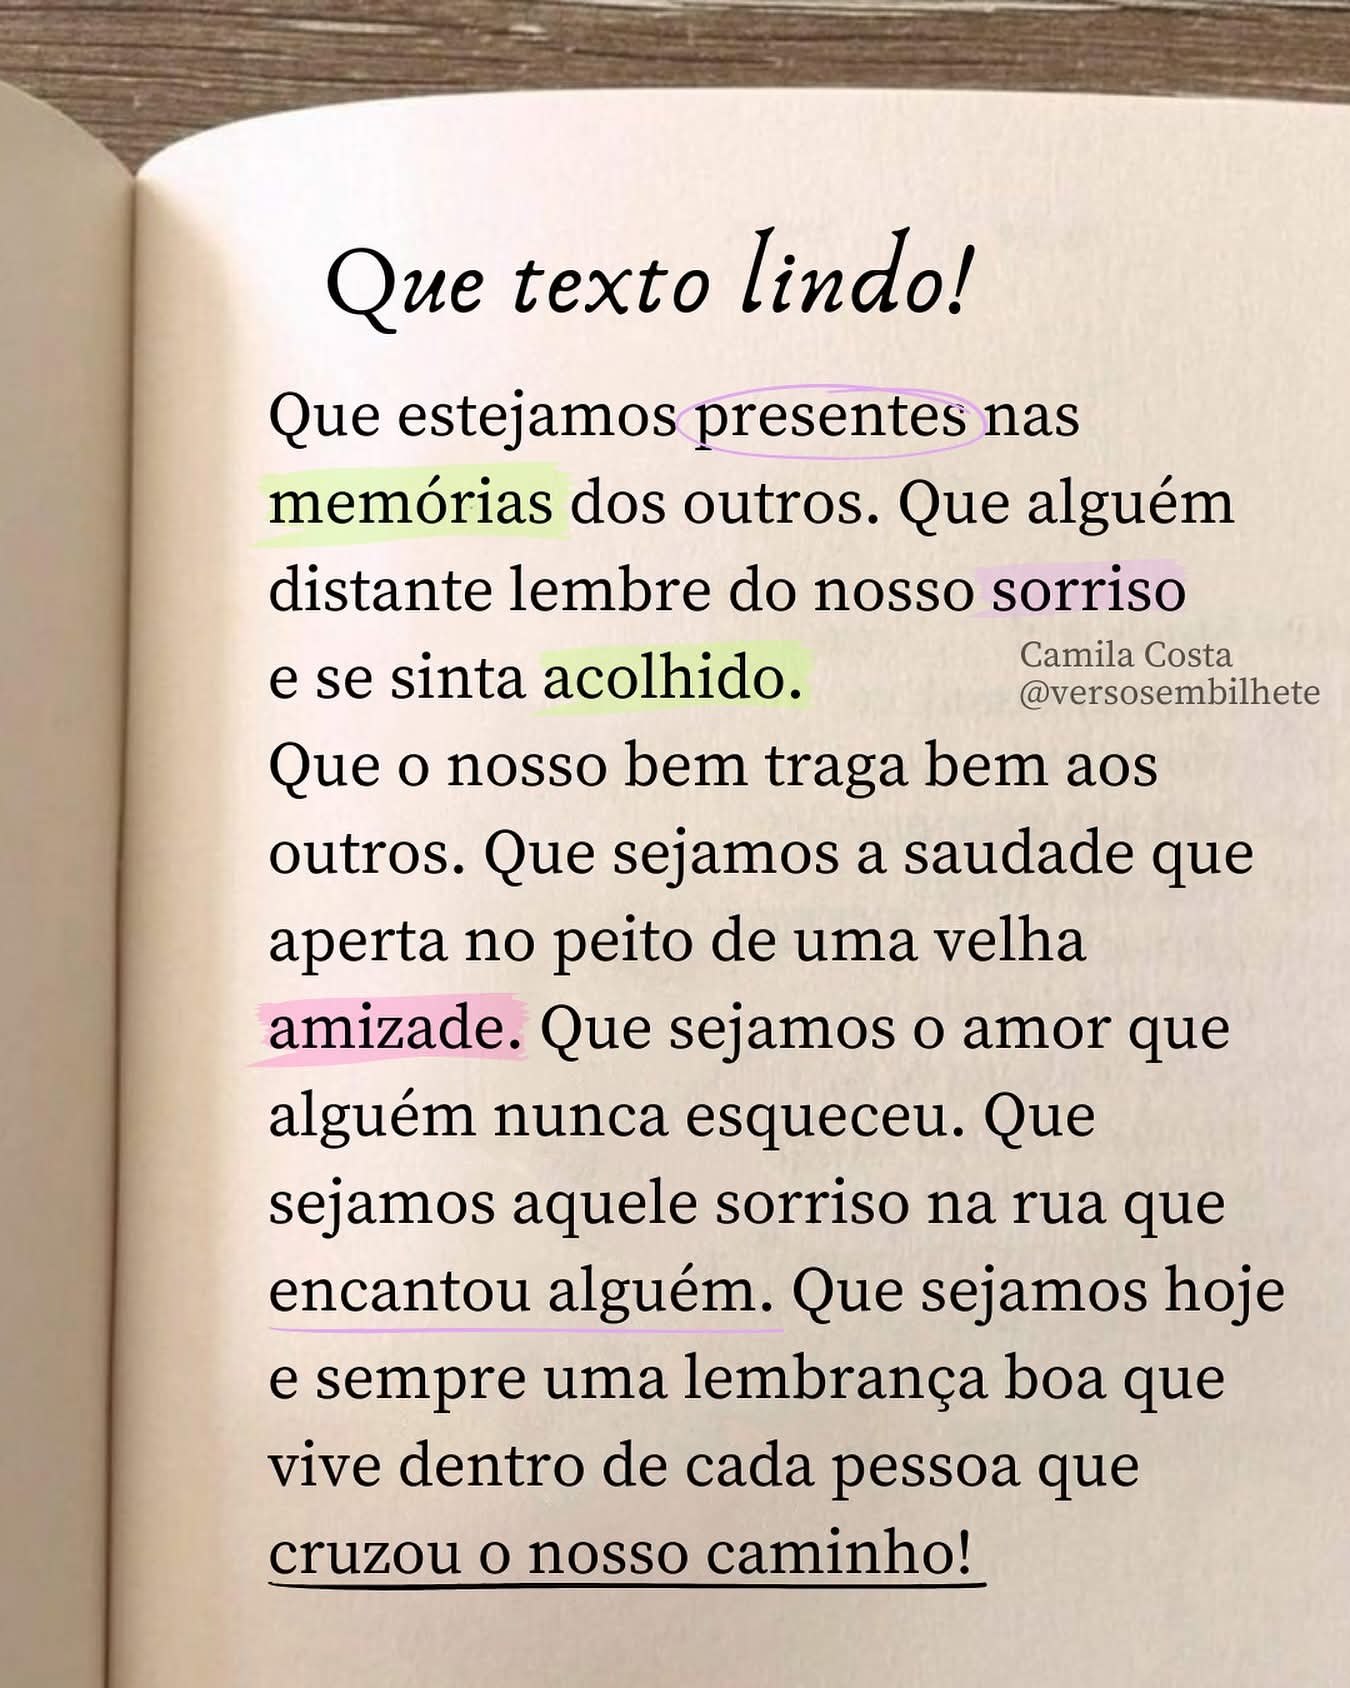 Que texto lindo!
Que estejamos presentes nas
memórias dos outros. Que alguém
distante lembre do nosso sorriso
e se sinta acolhido.
Camila Costa
@versosembilhete
Que o nosso bem traga bem aos
outros. Que sejamos a saudade que
aperta no peito de uma velha
amizade. Que sejamos o amor que
alguém nunca esqueceu. Que
sejamos aquele sorriso na rua que
encantou alguém. Que sejamos hoje
e sempre uma lembrança boa que
vive dentro de cada pessoa que
cruzou o nosso caminho!